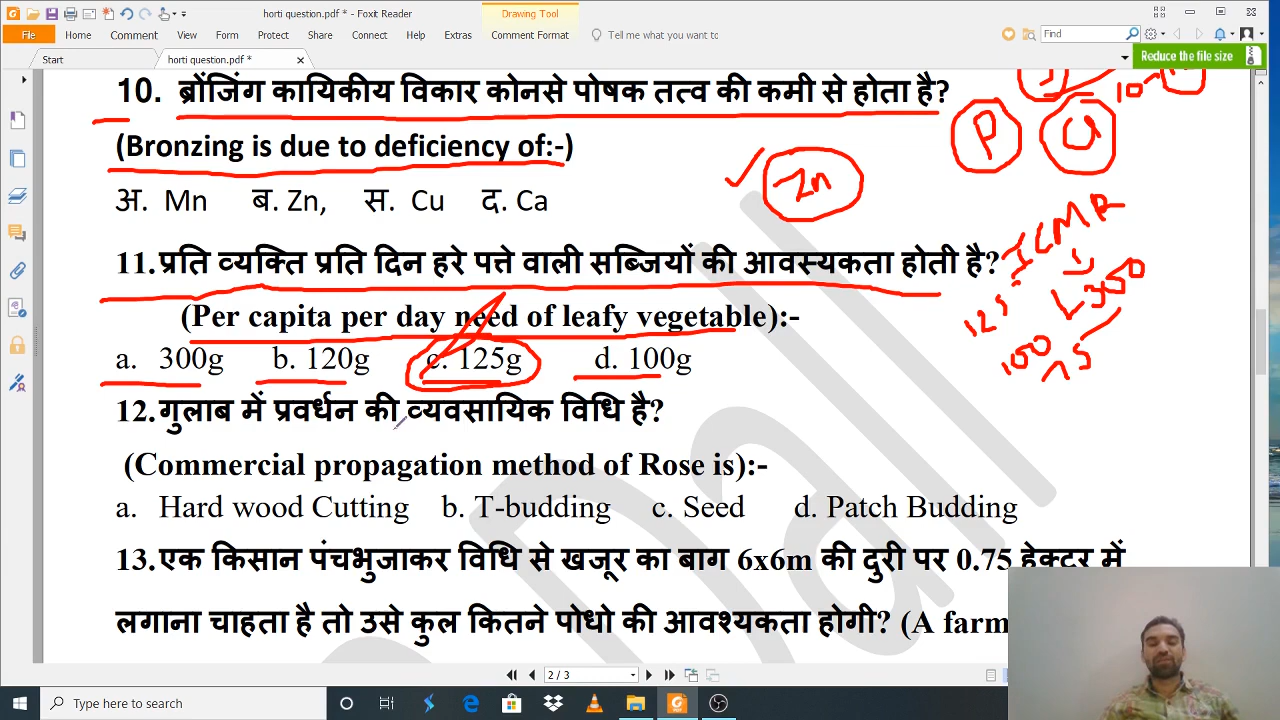 horti question.pdf * - Foxit Reader
Drawing Tool
File Home Comment View Form Protect Share Connect Help Extras Comment Format Tell me what you want to Find
Start horti question.pdf * Reduce the file size
10. ब्रोंजिंग कायिकीय विकार कोनसे पोषक तत्व की कमी से होता है?
10-
P
(Bronzing is due to deficiency of:-)
Zn
अ. Mn ब. Zn, स. Cu द. Ca
ICMR
11.प्रति व्यक्ति प्रति दिन हरे पत्ते वाली सब्जियों की आवस्यकता होती है?
350
125
(Per capita per day need of leafy vegetable):-
100
75
a. 300g b. 120g c. 125g d. 100g
12.गुलाब में प्रवर्धन की व्यवसायिक विधि है?
(Commercial propagation method of Rose is):-
a. Hard wood Cutting b. T-budding c. Seed d. Patch Budding
13.एक किसान पंचभुजाकर विधि से खजूर का बाग 6x6m की दुरी पर 0.75 हेक्टर में
लगाना चाहता है तो उसे कुल कितने पोधो की आवश्यकता होगी? (A farm
2 / 3
Type here to search